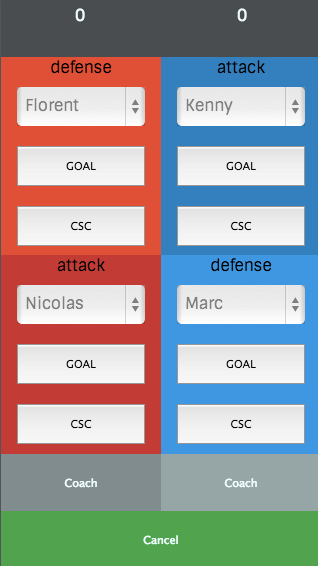 0 0
defense attack
Florent Kenny
GOAL GOAL
CSC CSC
attack defense
Nicolas Marc
GOAL GOAL
CSC CSC
Coach Coach
Cancel